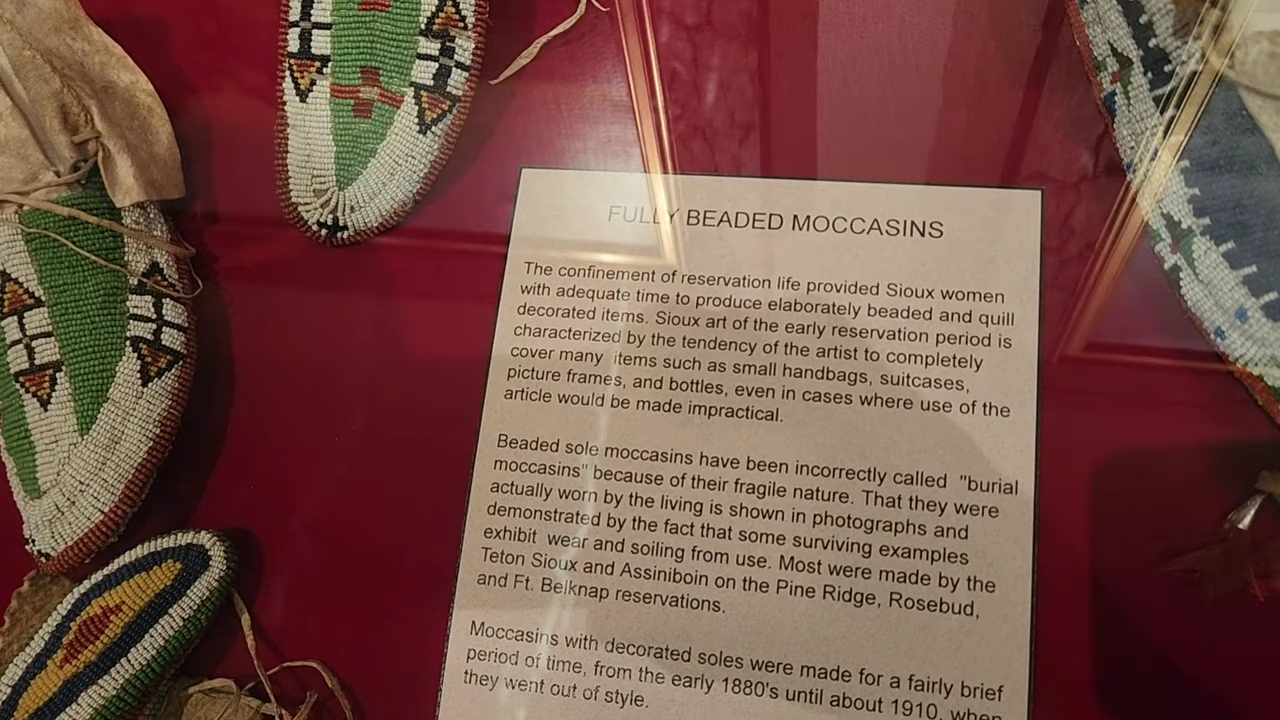 FULLY BEADED MOCCASINS
The confinement of reservation life provided Sioux women
with adequate time to produce elaborately beaded and quill
decorated items. Sioux art of the early reservation period is
characterized by the tendency of the artist to completely
cover many items such as small handbags, suitcases,
picture frames, and bottles, even in cases where use of the
article would be made impractical.
Beaded sole moccasins have been incorrectly called "burial
moccasins" because of their fragile nature. That they were
actually worn by the living is shown in photographs and
demonstrated by the fact that some surviving examples
exhibit wear and soiling from use. Most were made by the
Teton Sioux and Assiniboin on the Pine Ridge, Rosebud,
and Ft. Belknap reservations.
Moccasins with decorated soles were made for a fairly brief
period of time, from the early 1880's until about 1910, when
they went out of style.